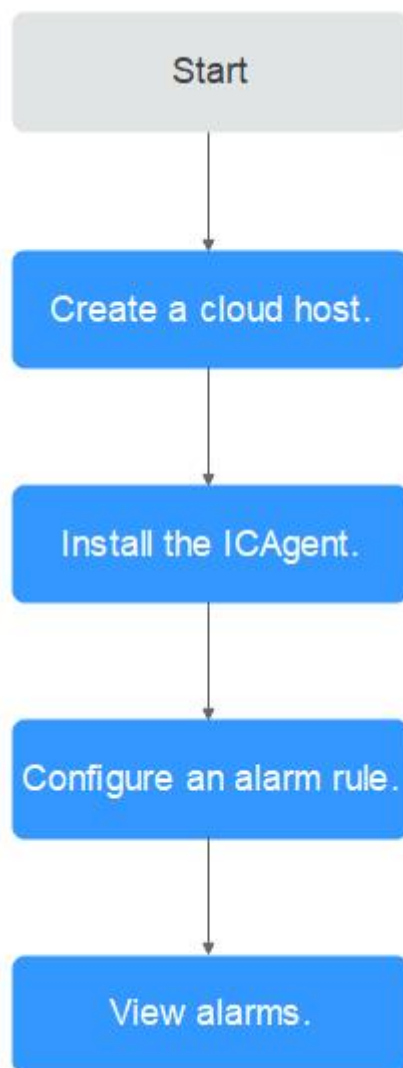 Start
Create a cloud host.
Install the ICAgent.
Configure an alarm rule.
View alarms.